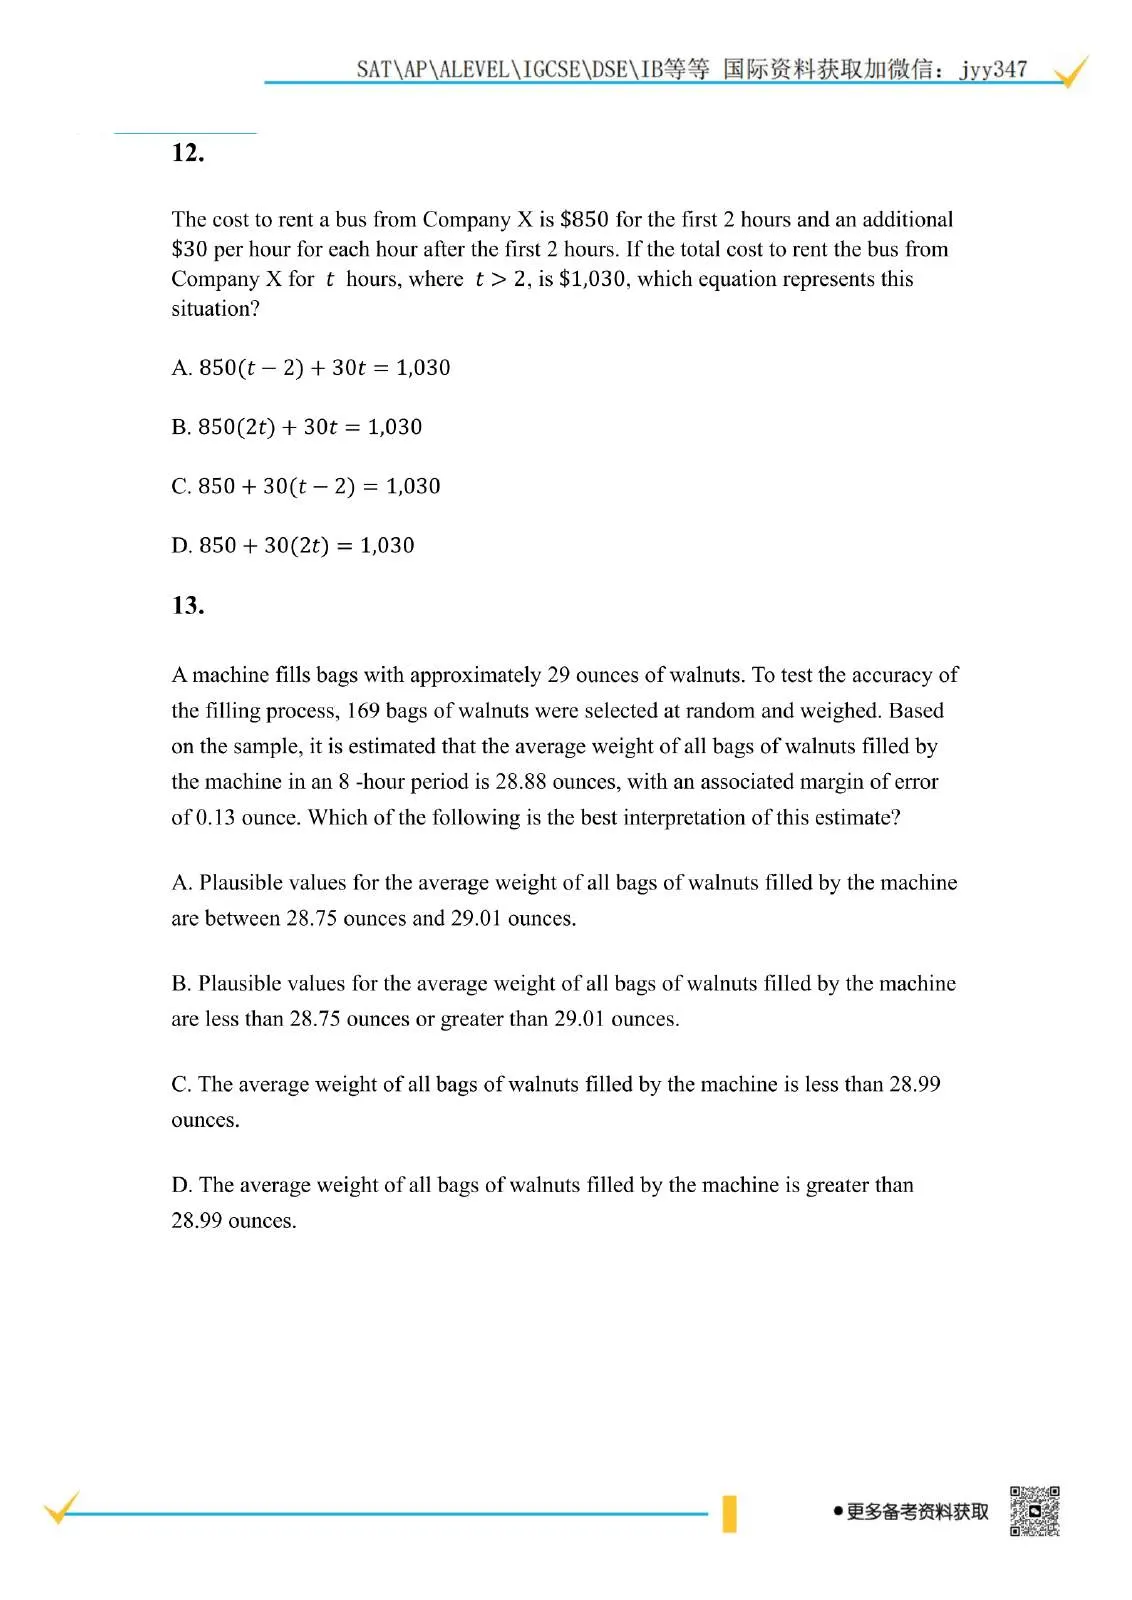 SAT\AP\ALEVEL\IGCSE\DSE\IB等等 国际资料获取加微信：jyy347
12.
The cost to rent a bus from Company X is $850 for the first 2 hours and an additional
$30 per hour for each hour after the first 2 hours. If the total cost to rent the bus from
Company X for t hours, where t > 2, is $1,030, which equation represents this
situation?
A. 850(t − 2) + 30t = 1,030
B. 850(2t) + 30t = 1,030
C. 850 + 30(t − 2) = 1,030
D. 850 + 30(2t) = 1,030
13.
A machine fills bags with approximately 29 ounces of walnuts. To test the accuracy of
the filling process, 169 bags of walnuts were selected at random and weighed. Based
on the sample, it is estimated that the average weight of all bags of walnuts filled by
the machine in an 8 -hour period is 28.88 ounces, with an associated margin of error
of 0.13 ounce. Which of the following is the best interpretation of this estimate?
A. Plausible values for the average weight of all bags of walnuts filled by the machine
are between 28.75 ounces and 29.01 ounces.
B. Plausible values for the average weight of all bags of walnuts filled by the machine
are less than 28.75 ounces or greater than 29.01 ounces.
C. The average weight of all bags of walnuts filled by the machine is less than 28.99
ounces.
D. The average weight of all bags of walnuts filled by the machine is greater than
28.99 ounces.
●更多备考资料获取